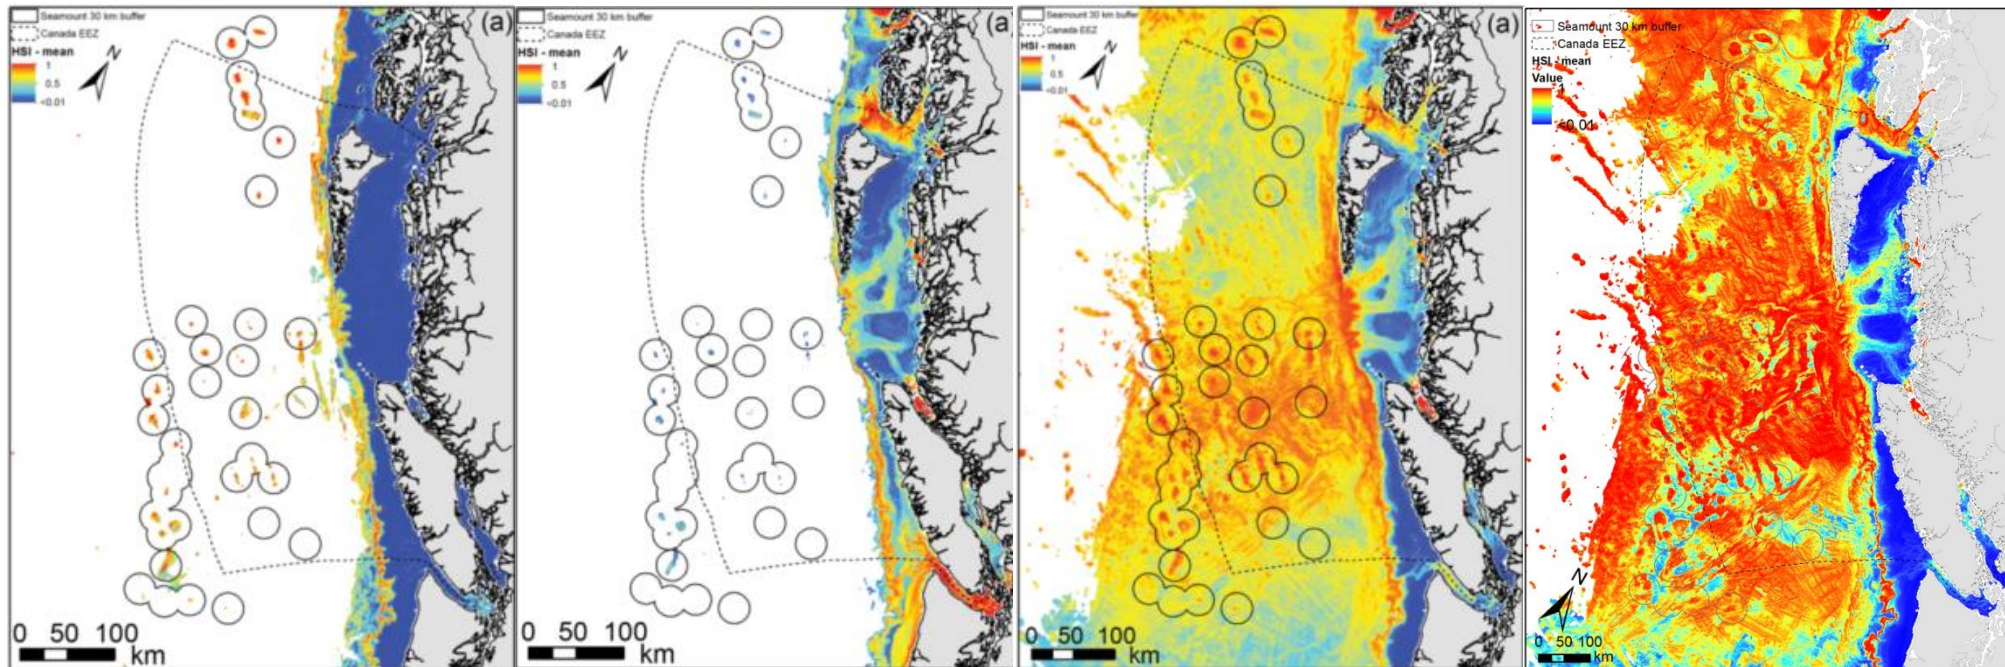 Seamount 30 km buffer
Canada EEZ
HSI - mean
1
0.5
<0.01
N
(a)
0 50 100
km
Seamount 30 km buffer
Canada EEZ
HSI - mean
1
0.5
<0.01
N
(a)
0 50 100
km
Seamount 30 km buffer
Canada EEZ
HSI - mean
1
0.5
<0.01
N
(a)
0 50 100
km
Seamount 30 km buffer
Canada EEZ
HSI - mean
Value
1
<0.01
N
0 50 100
km